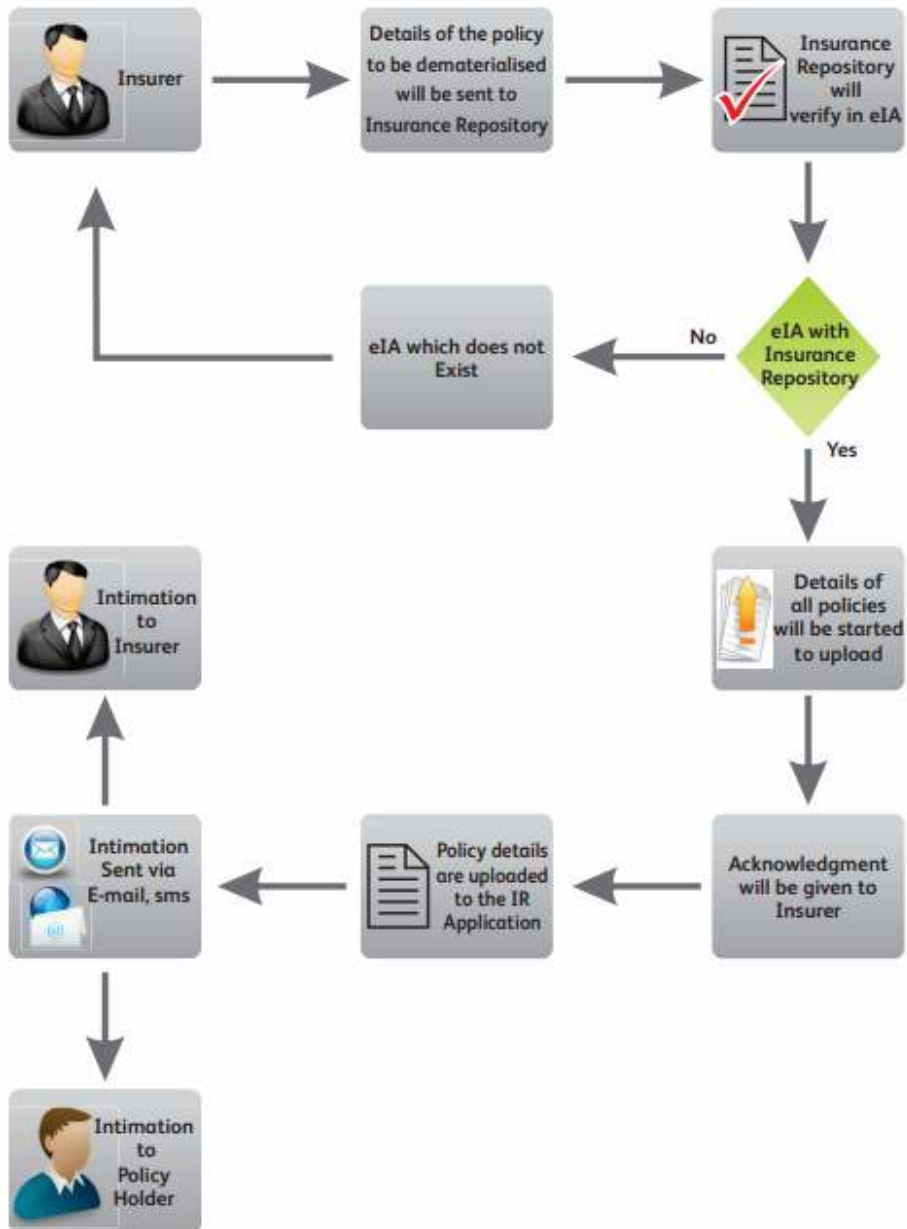 Insurer
Details of the policy
to be dematerialised
will be sent to
Insurance Repository
Insurance
Repository
will
verify in eIA
eIA with
Insurance
Repository
No
eIA which does not
Exist
Yes
Details of
all policies
will be started
to upload
Acknowledgment
will be given to
Insurer
Policy details
are uploaded
to the IR
Application
Intimation
Sent via
E-mail, sms
@
Intimation
to
Insurer
Intimation
to
Policy
Holder